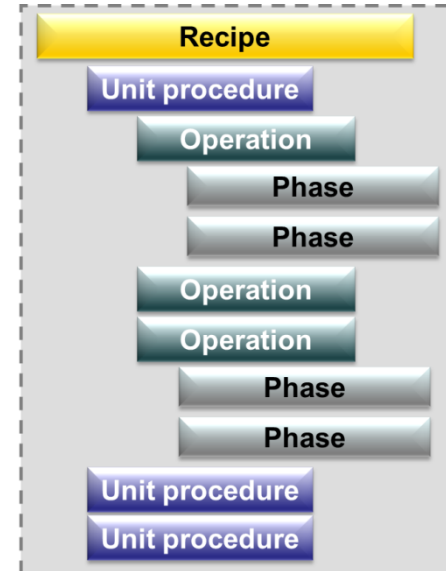 Recipe
Unit procedure
Operation
Phase
Phase
Operation
Operation
Phase
Phase
Unit procedure
Unit procedure